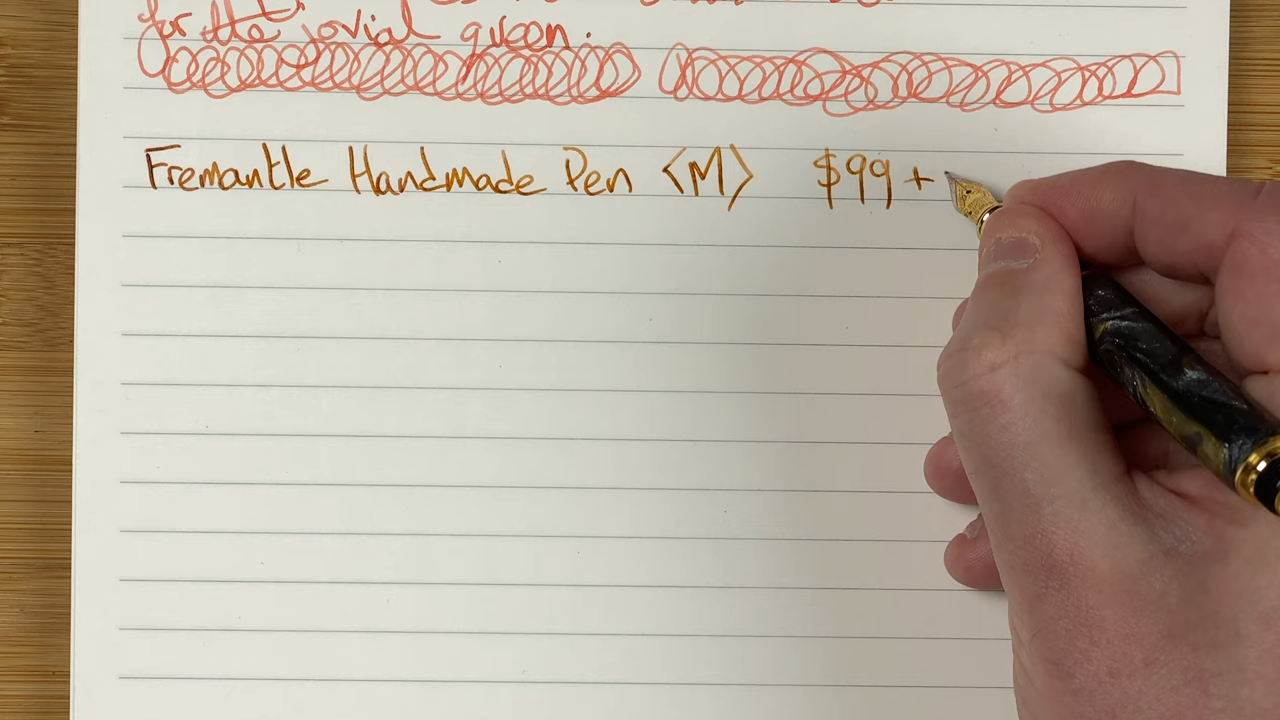 for the jovial queen.
Fremantle Handmade Pen <M> $99 +